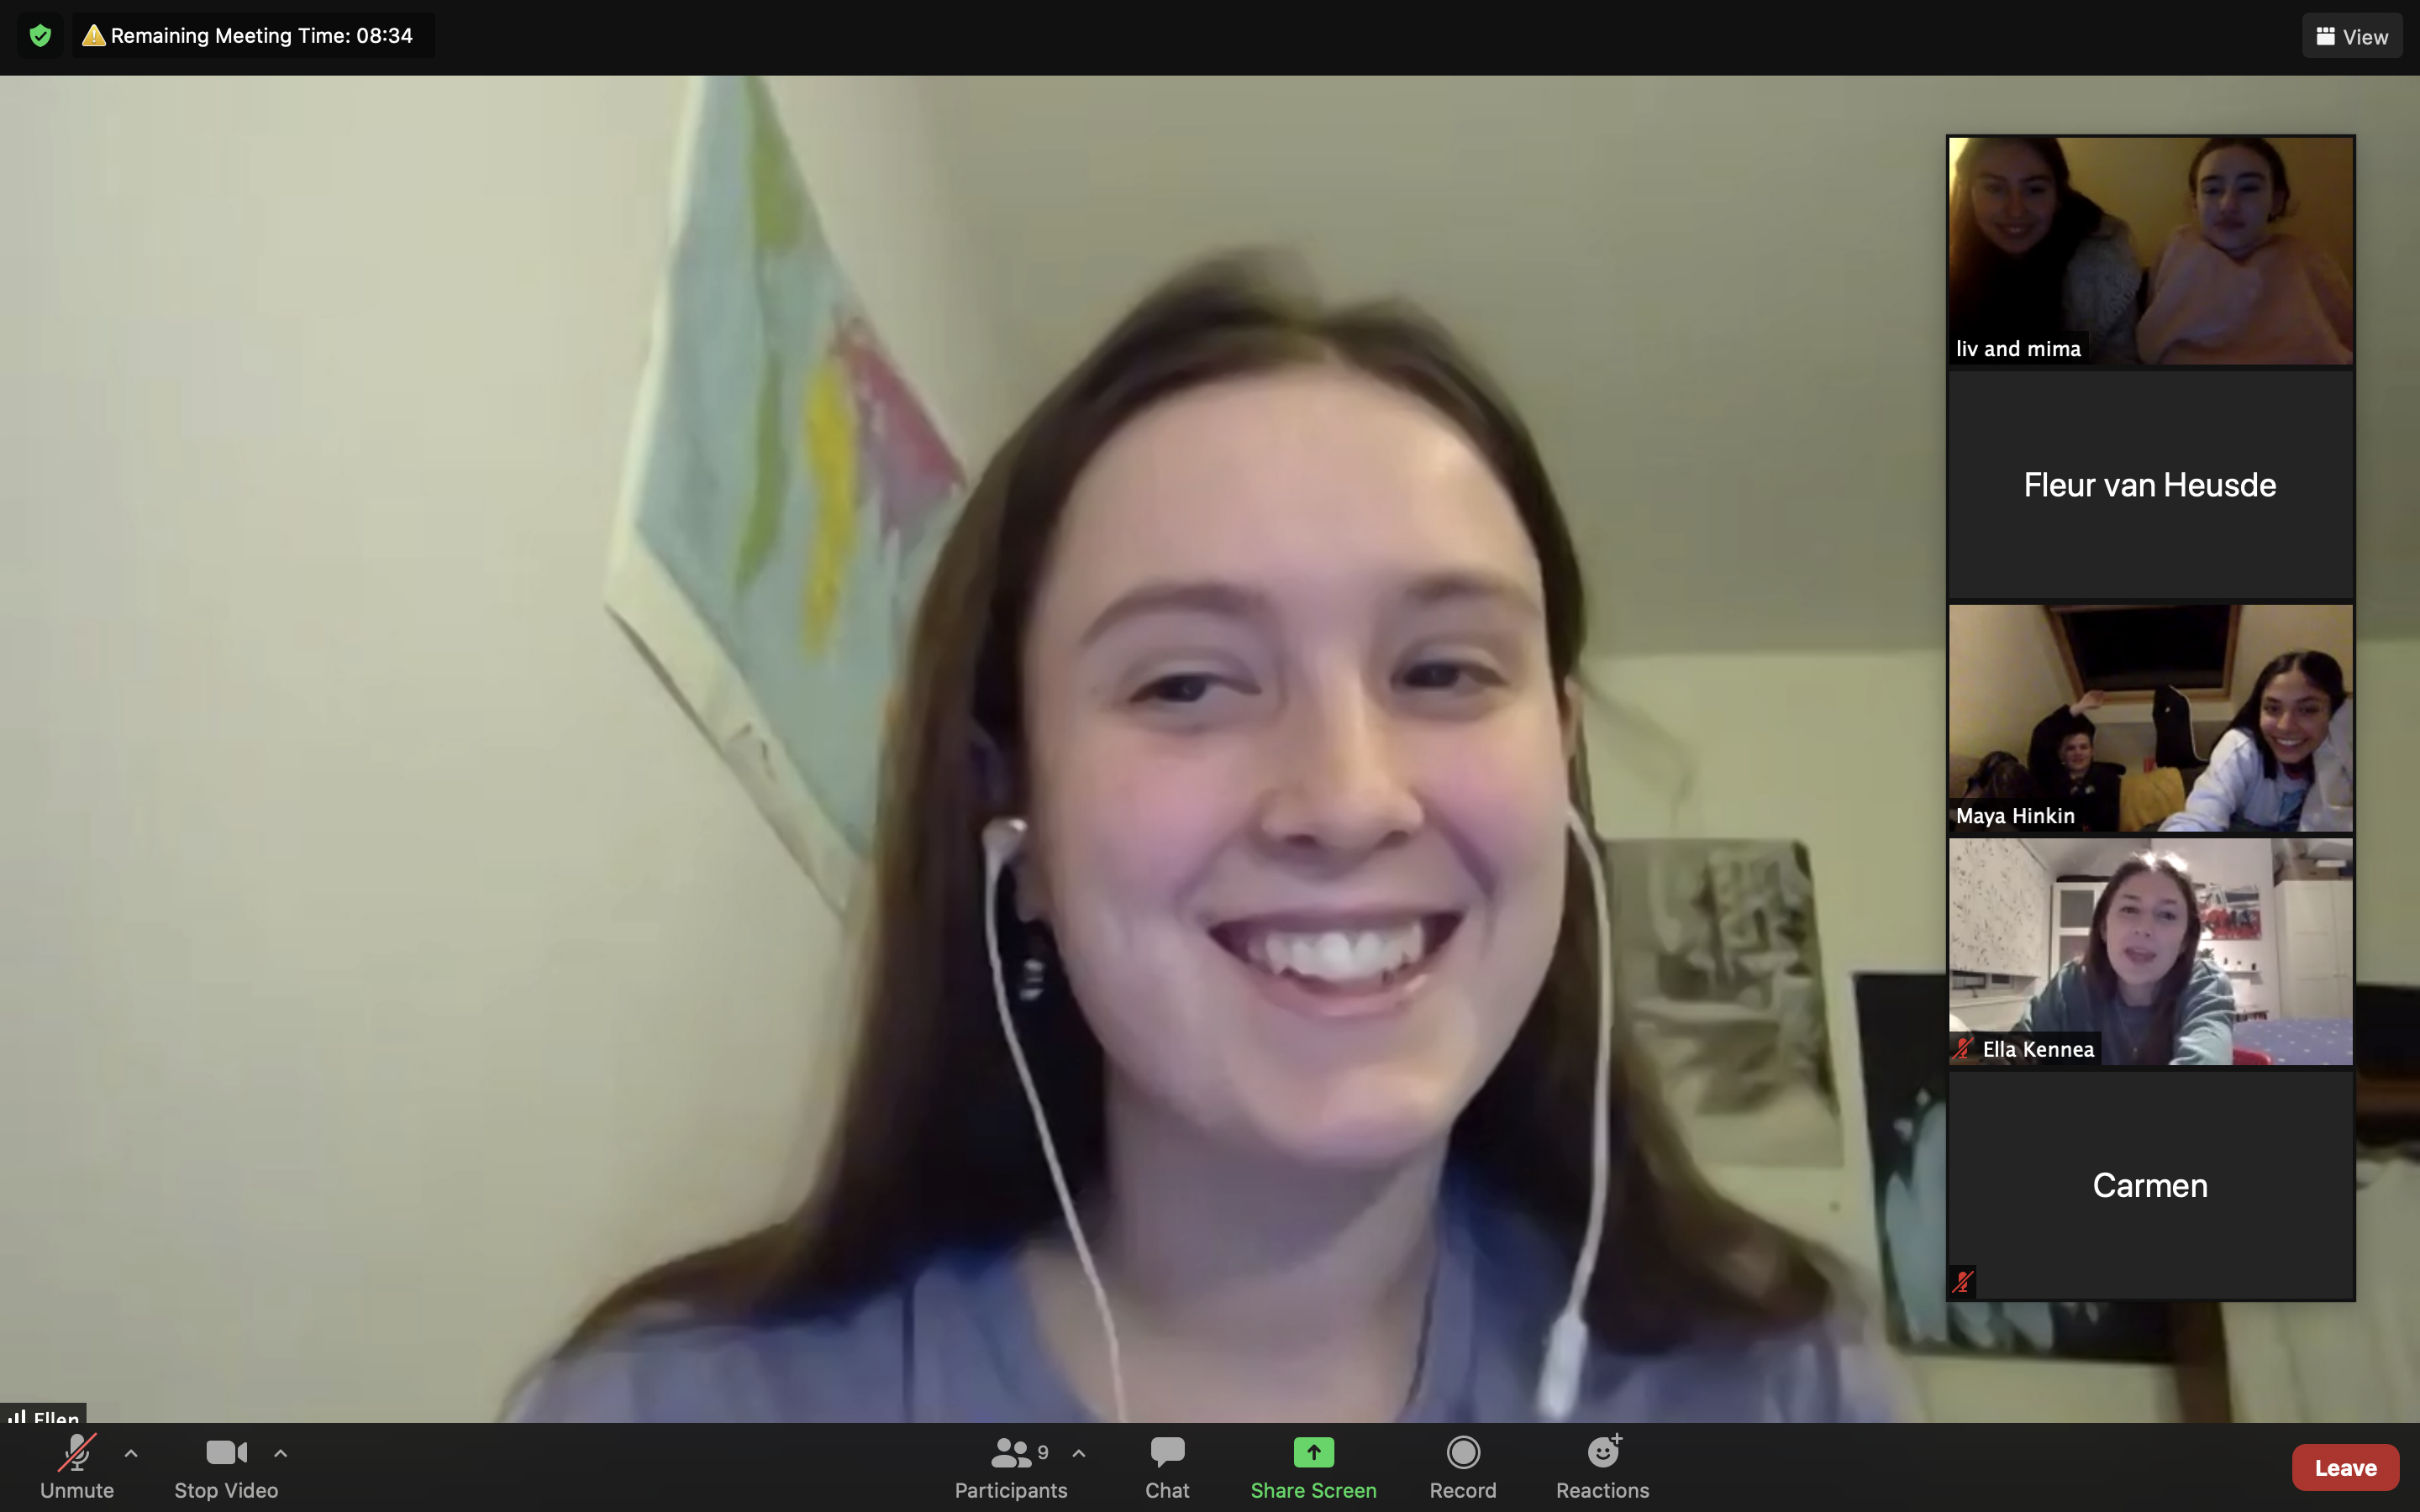 Remaining Meeting Time: 08:34
View
liv and mima
Fleur van Heusde
Maya Hinkin
Ella Kennea
Carmen
Ellen
Unmute
Stop Video
9
Participants
Chat
Share Screen
Record
Reactions
Leave